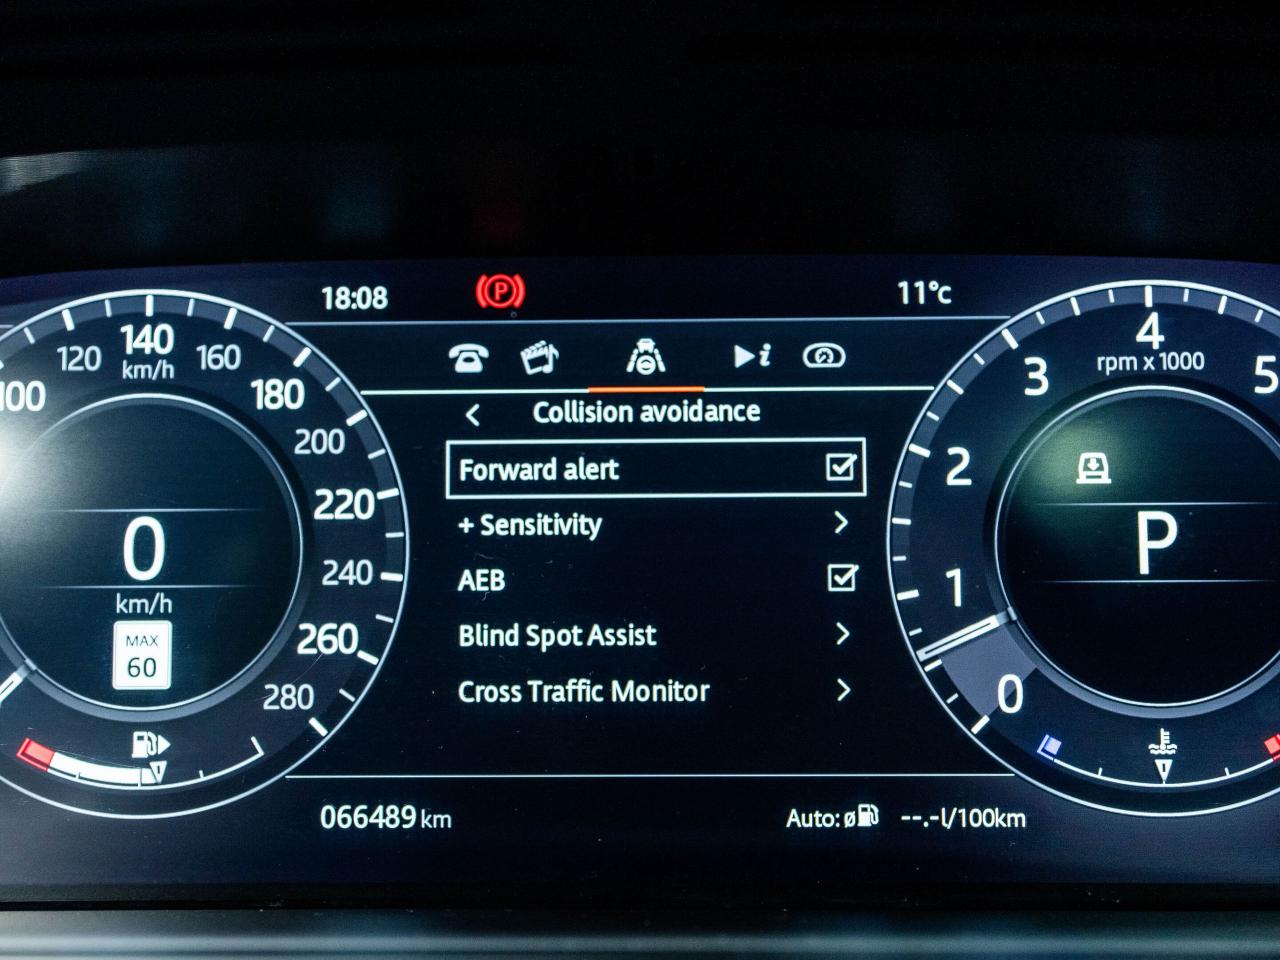 18:08
P
11°C
100
120
140
km/h
160
180
200
220
240
260
280
0
km/h
MAX
60
Collision avoidance
Forward alert
+ Sensitivity
AEB
Blind Spot Assist
Cross Traffic Monitor
0
1
2
3
4
5
rpm x 1000
P
066489 km
Auto:ø --.-l/100km